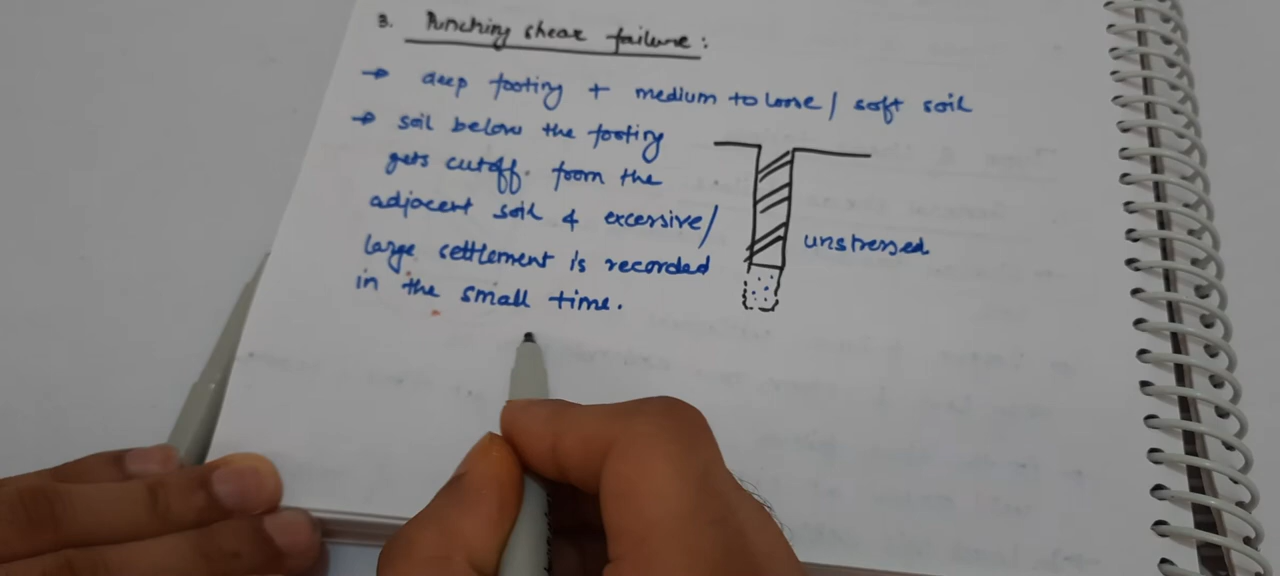 3. Punching shear failure:
→ deep footing + medium to loose/ soft soil
→ soil below the footing
gets cutoff. from the
adjacent soil & excessive/
large settlement is recorded
in the small time.
unstressed